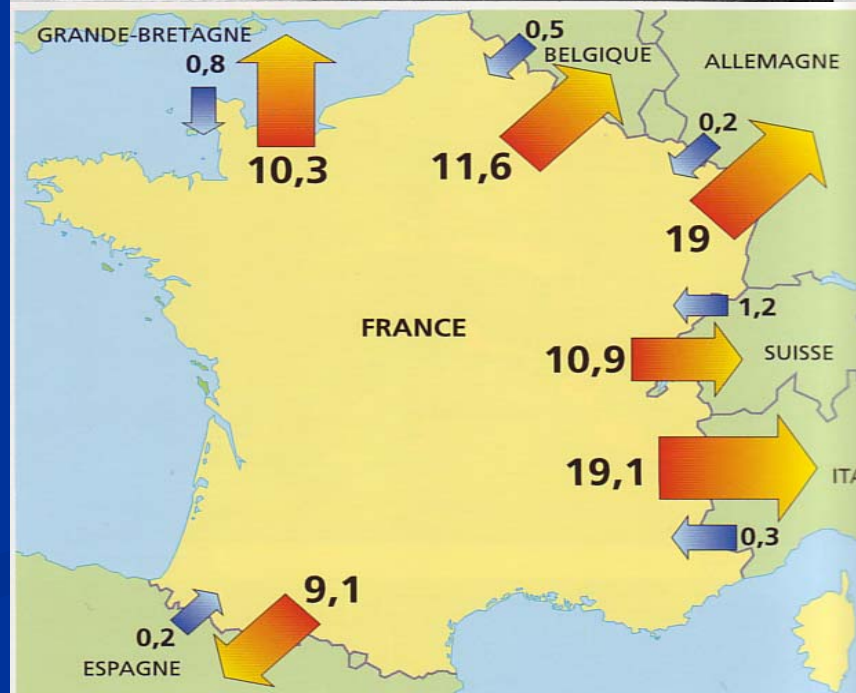 GRANDE-BRETAGNE
0,8
10,3
0,5
BELGIQUE
11,6
ALLEMAGNE
0,2
19
1,2
FRANCE
SUISSE
10,9
19,1
ITA
0,3
9,1
0,2
ESPAGNE